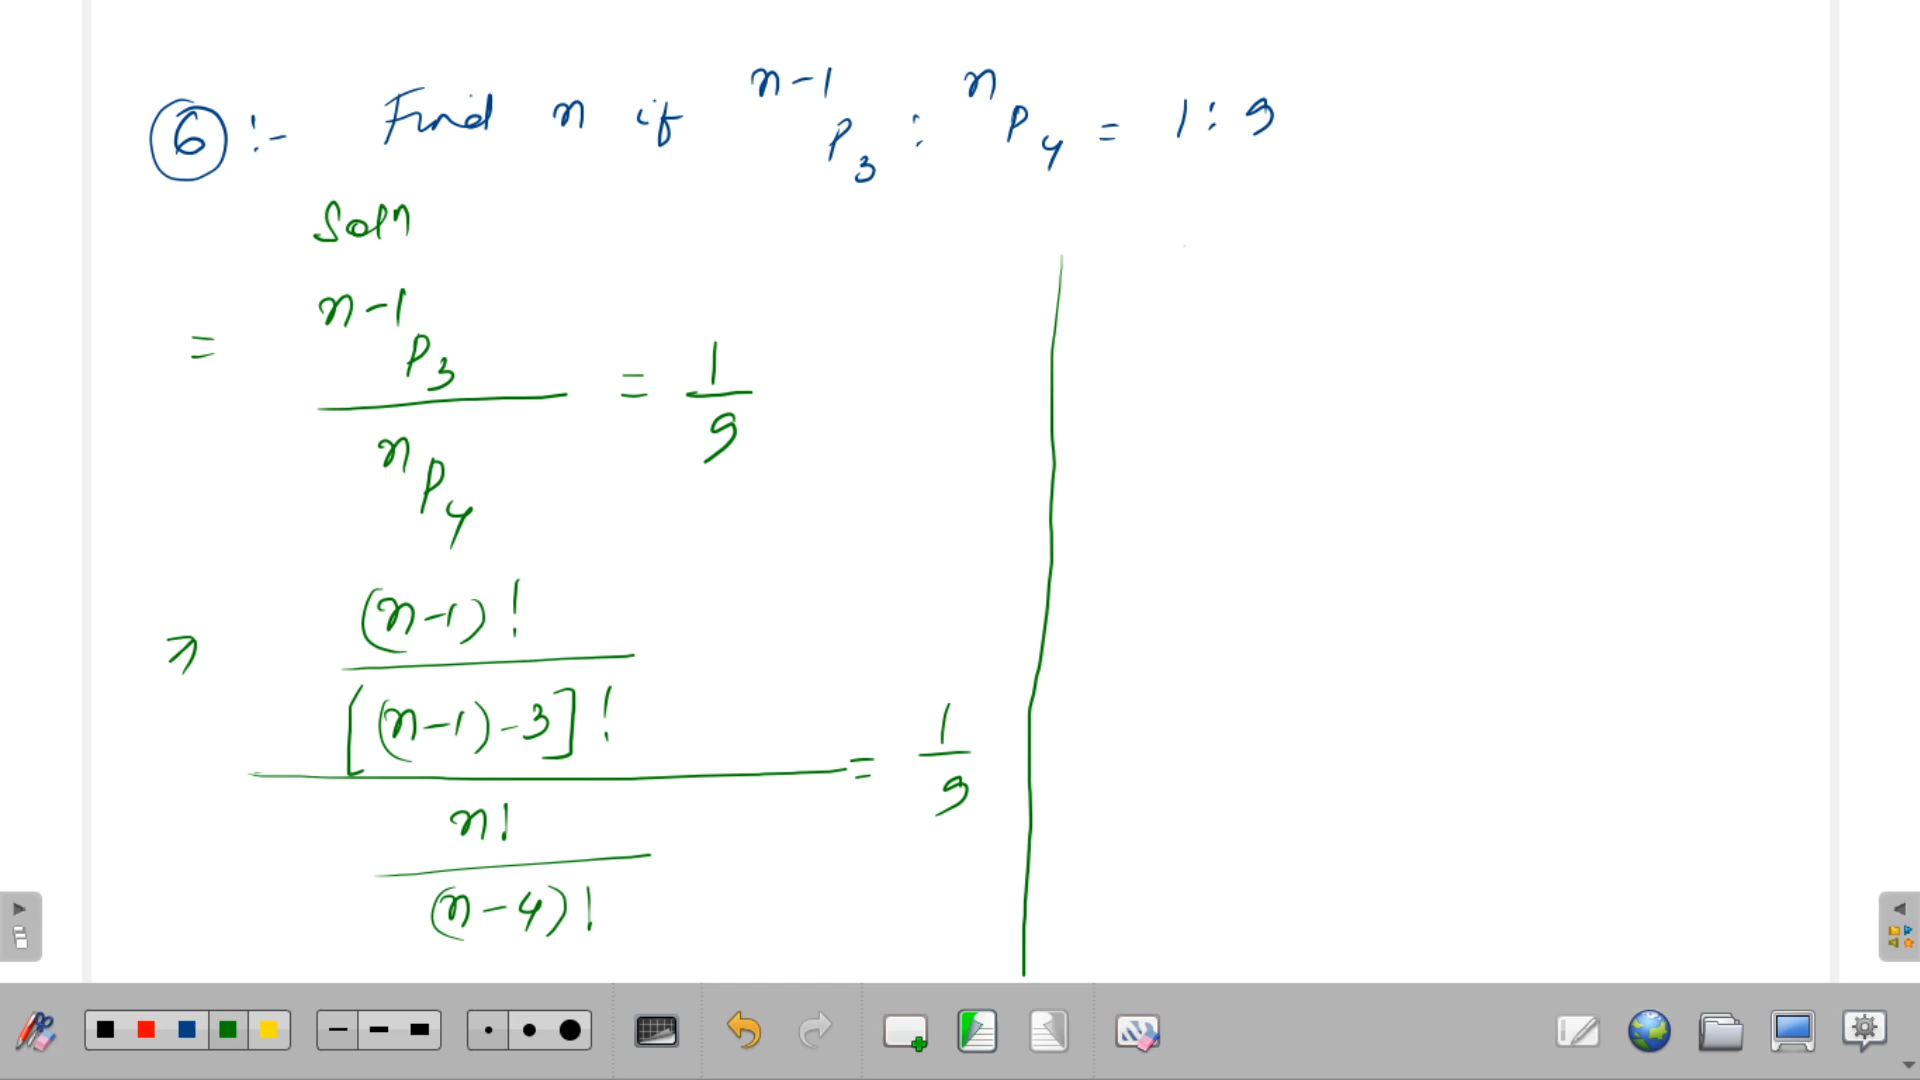 6 :- Find n if n-1P3 : nP4 = 1 : 9
Soln
= n-1P3 / nP4 = 1/9
⇒ (n-1)! / [(n-1)-3]! / n! / (n-4)! = 1/9